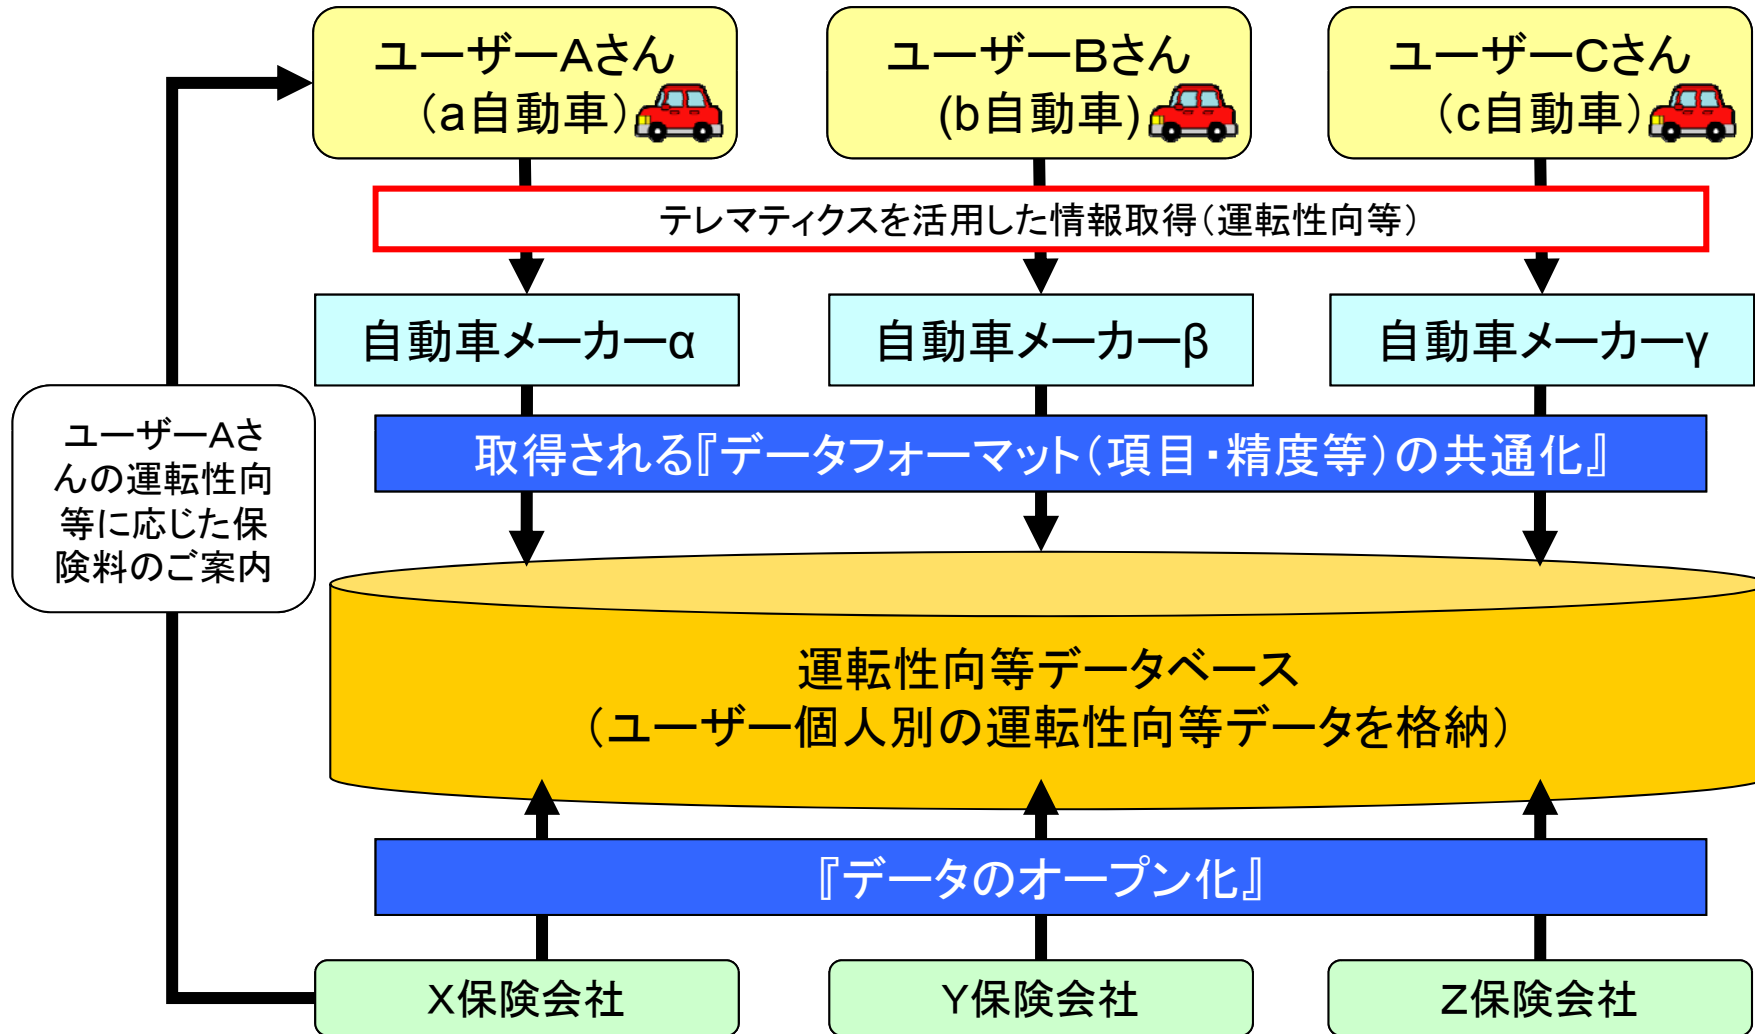 ユーザーAさん
（a自動車）
ユーザーBさん
(b自動車)
ユーザーCさん
（c自動車）
テレマティクスを活用した情報取得（運転性向等）
自動車メーカーα
自動車メーカーβ
自動車メーカーγ
ユーザーAさ
んの運転性向
等に応じた保
険料のご案内
取得される『データフォーマット（項目・精度等）の共通化』
運転性向等データベース
（ユーザー個人別の運転性向等データを格納）
『データのオープン化』
X保険会社
Y保険会社
Z保険会社